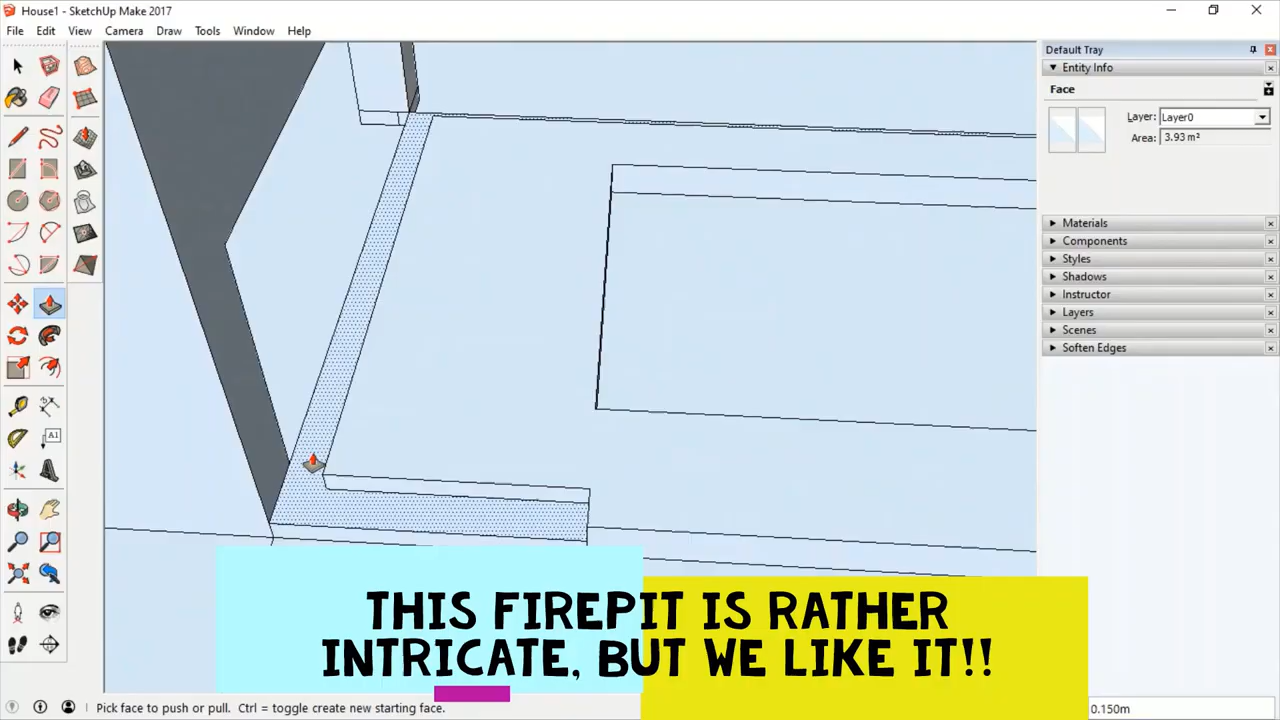 House1 - SketchUp Make 2017
File Edit View Camera Draw Tools Window Help
Default Tray
Entity Info
Face
Layer: Layer0
Area: 3.93 m²
Materials
Components
Styles
Shadows
Instructor
Layers
Scenes
Soften Edges
A1
THIS FIREPIT IS RATHER
INTRICATE, BUT WE LIKE IT!!
Pick face to push or pull. Ctrl = toggle create new starting face.
0.150m